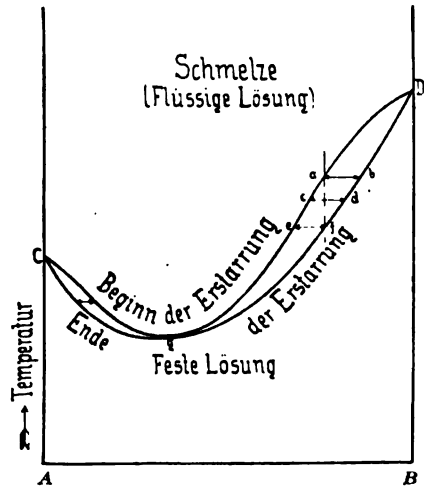 Schmelze
(Flüssige Lösung)
D
a
b
c
d
e
f
C
Beginn der Erstarrung
Ende der Erstarrung
Feste Lösung
Temperatur
A
B